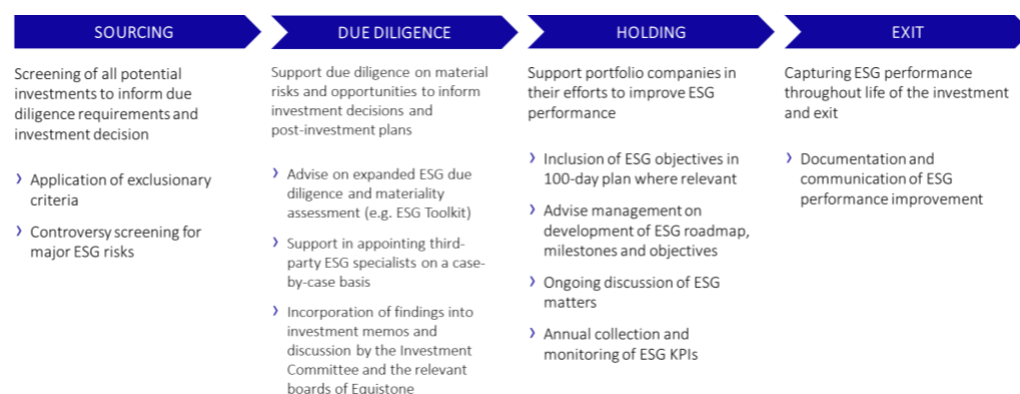 SOURCING
Screening of all potential
investments to inform due
diligence requirements and
investment decision
› Application of exclusionary
criteria
› Controversy screening for
major ESG risks
DUE DILIGENCE
Support due diligence on material
risks and opportunities to inform
investment decisions and
post-investment plans
› Advise on expanded ESG due
diligence and materiality
assessment (e.g. ESG Toolkit)
› Support in appointing third-
party ESG specialists on a case-
by-case basis
› Incorporation of findings into
investment memos and
discussion by the Investment
Committee and the relevant
boards of Equistone
HOLDING
Support portfolio companies in
their efforts to improve ESG
performance
› Inclusion of ESG objectives in
100-day plan where relevant
› Advise management on
development of ESG roadmap,
milestones and objectives
› Ongoing discussion of ESG
matters
› Annual collection and
monitoring of ESG KPIs
EXIT
Capturing ESG performance
throughout life of the investment
and exit
› Documentation and
communication of ESG
performance improvement